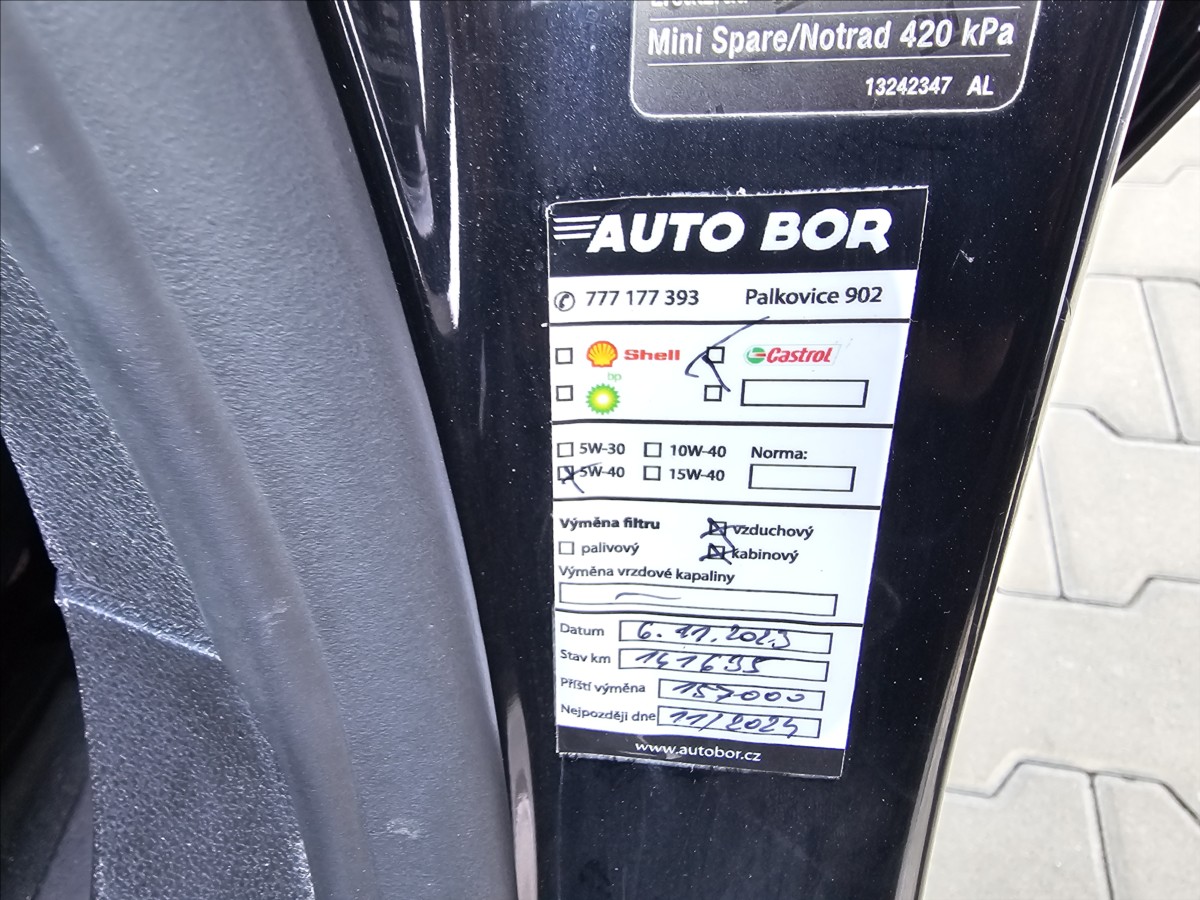 Mini Spare/Notrad 420 kPa
13242347 AL
AUTO BOR
777 177 393 Palkovice 902
Shell Castrol
bp
5W-30 10W-40 Norma:
5W-40 15W-40
Výměna filtru vzduchový
palivový kabinový
Výměna vrzdové kapaliny
Datum 6.11.2023
Stav km 141635
Příští výměna 157000
Nejpozději dne 11/2024
www.autobor.cz